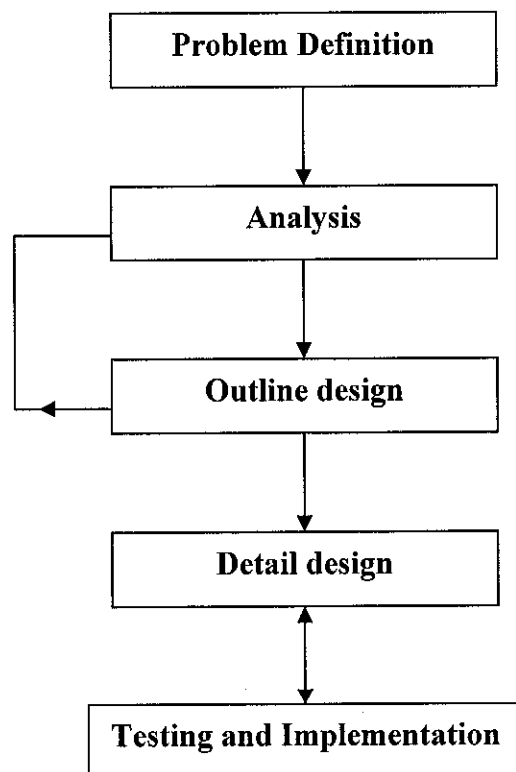 Problem Definition
Analysis
Outline design
Detail design
Testing and Implementation